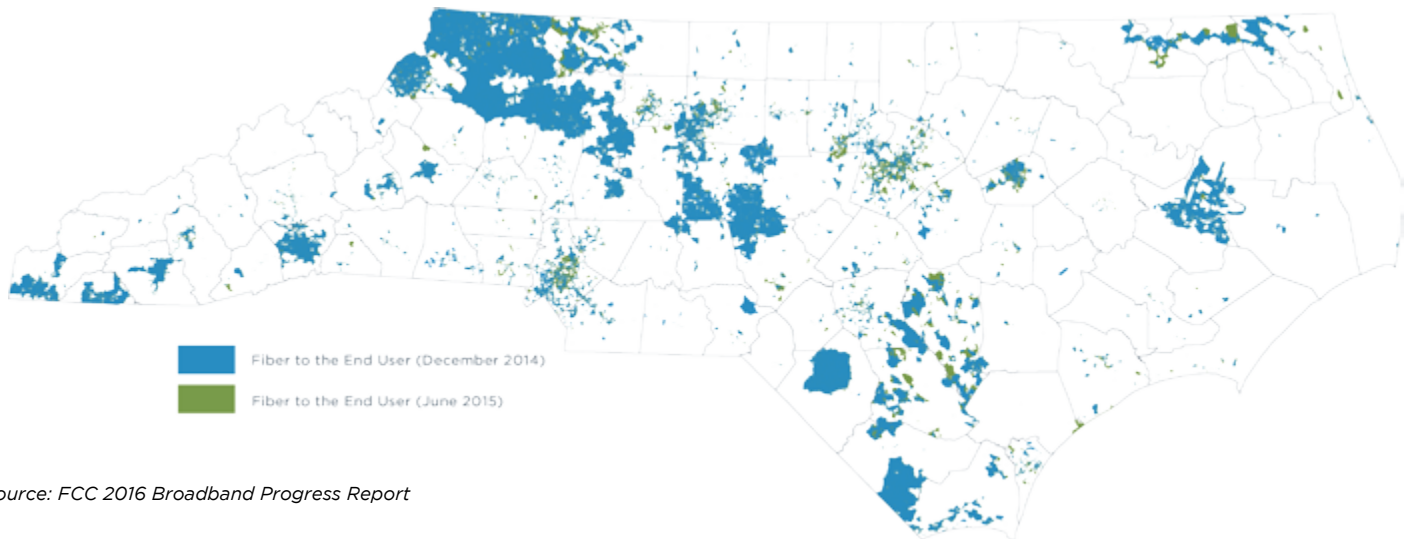 Fiber to the End User (December 2014)
Fiber to the End User (June 2015)
ource: FCC 2016 Broadband Progress Report